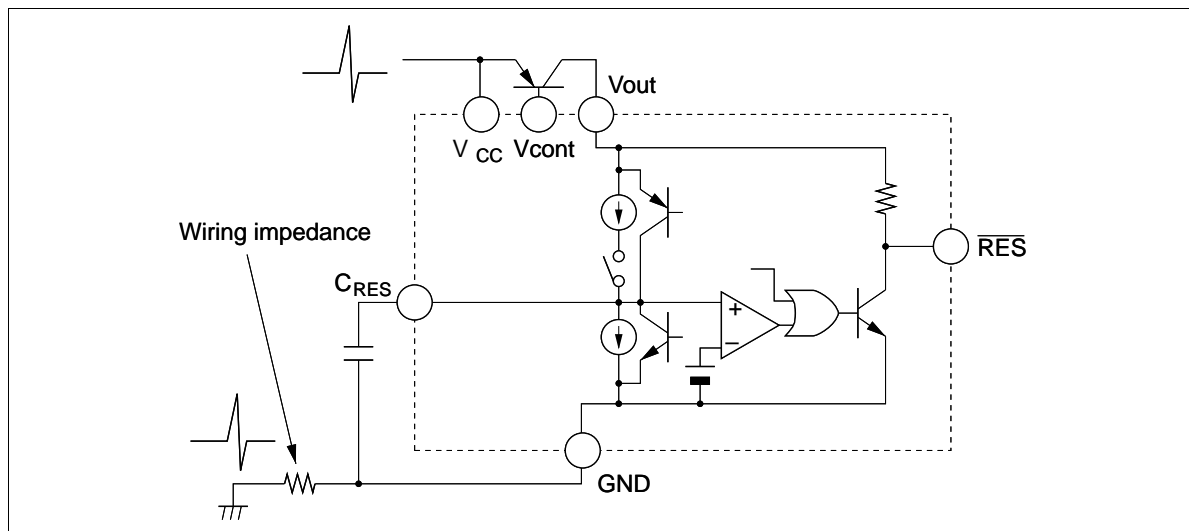 Vout
V CC Vcont
Wiring impedance
RES
CRES
+
−
GND